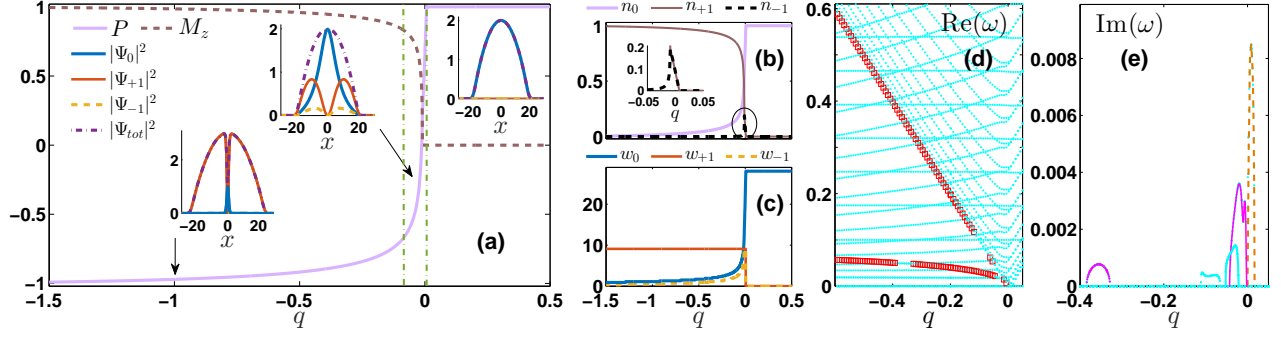 P M_z
|Ψ_0|^2
|Ψ_{+1}|^2
|Ψ_{-1}|^2
|Ψ_{tot}|^2
1
0.5
0
−0.5
−1
−1.5 −1 −0.5 0 0.5
q
(a)
3
2
0
−20 0 20
x
2
1
0
−20 0 20
x
2
1
0
−20 0 20
x
n_0 n_{+1} n_{-1}
1
0.5
0
(b)
0.2
0.1
0
−0.05 0.05
q
w_0 w_{+1} w_{-1}
20
10
0
−1.5 −1 −0.5 0 0.5
q
(c)
0.6
0.4
0.2
0
−0.4 −0.2 0
q
Re(ω)
(d)
0.008
0.006
0.004
0.002
0.000
−0.4 −0.2 0
q
Im(ω)
(e)